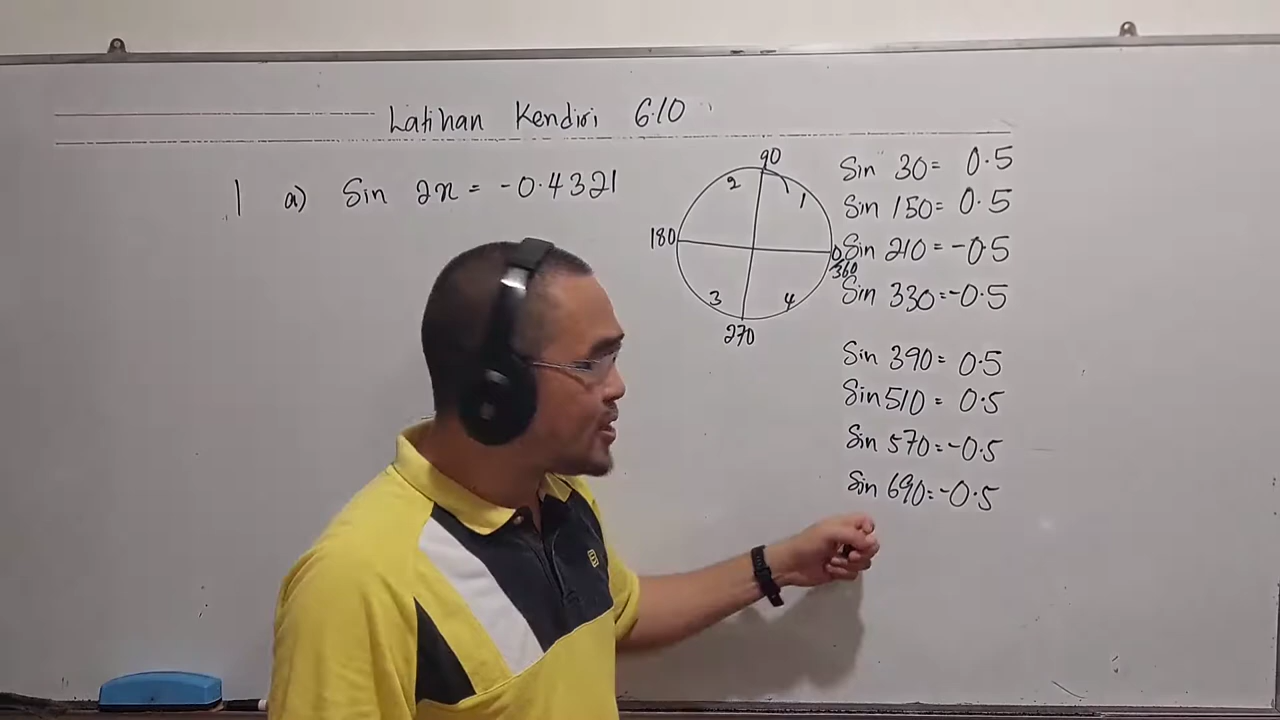 Latihan Kendiri 6.10
1 a) Sin 2x = -0.4321
90
2
1
180
0
360
3
4
270
Sin 30 = 0.5
Sin 150 = 0.5
Sin 210 = -0.5
Sin 330 = -0.5
Sin 390 = 0.5
Sin 510 = 0.5
Sin 570 = -0.5
Sin 690 = -0.5